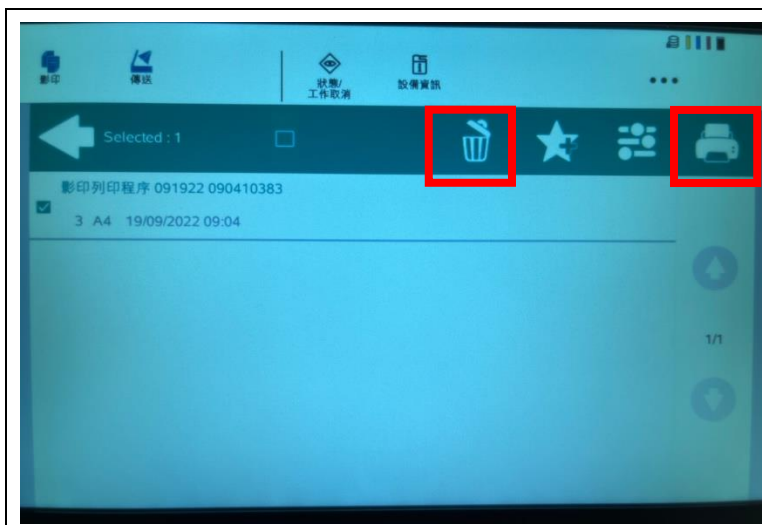 影印
傳送
狀態/
工作取消
設備資訊
Selected : 1
影印列印程序 091922 090410383
3 A4 19/09/2022 09:04
1/1